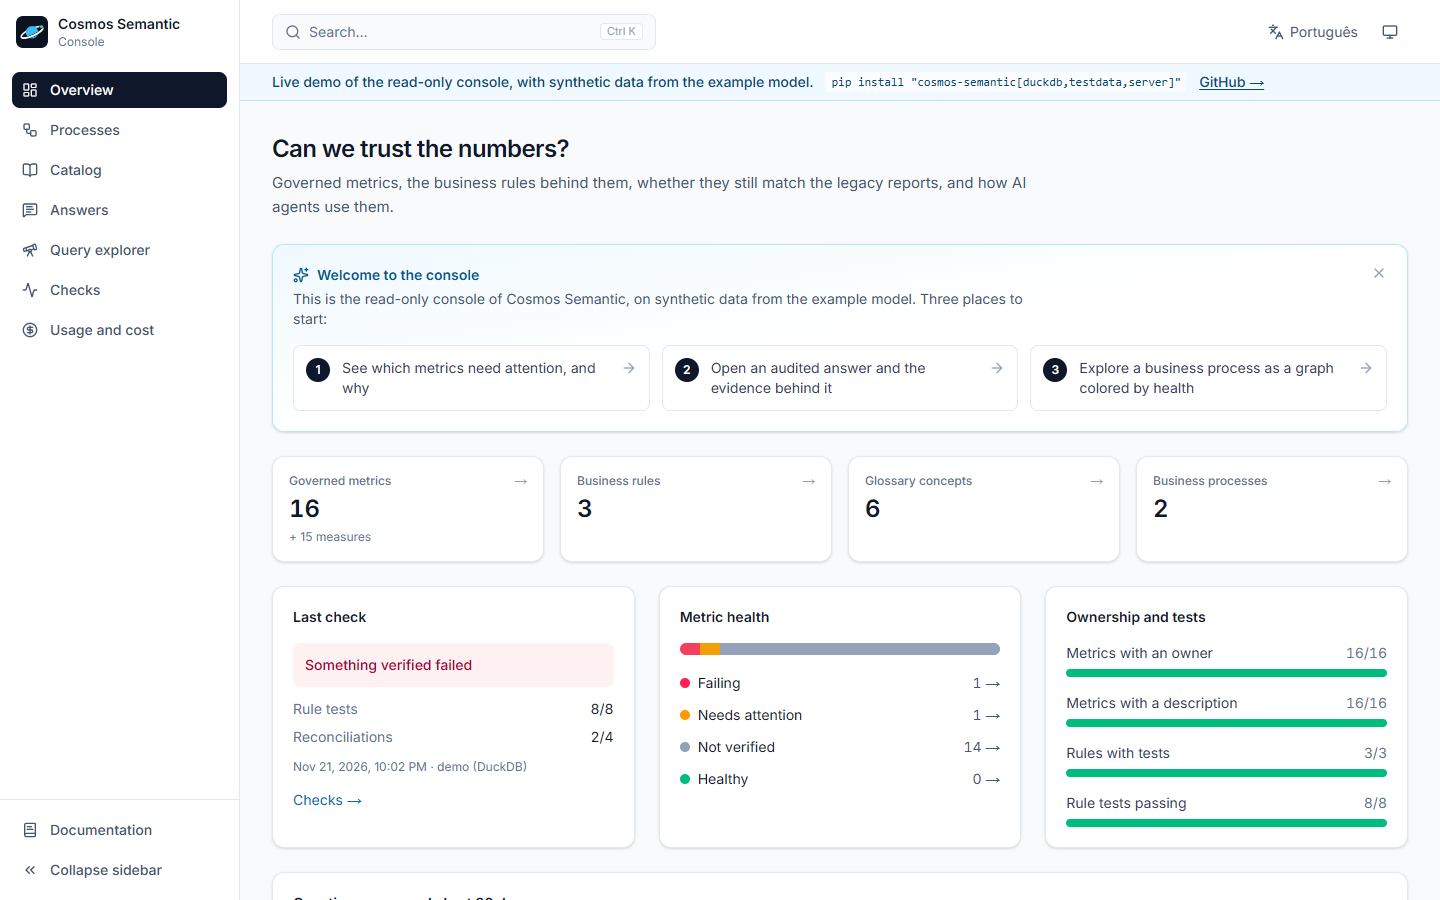 Cosmos Semantic
Console
Search...
Ctrl K
Português
Overview
Processes
Catalog
Answers
Query explorer
Checks
Usage and cost
Documentation
Collapse sidebar
Live demo of the read-only console, with synthetic data from the example model. pip install "cosmos-semantic[duckdb,testdata,server]" GitHub →
Can we trust the numbers?
Governed metrics, the business rules behind them, whether they still match the legacy reports, and how AI
agents use them.
Welcome to the console
This is the read-only console of Cosmos Semantic, on synthetic data from the example model. Three places to
start:
1 See which metrics need attention, and
why
→
2 Open an audited answer and the
evidence behind it
→
3 Explore a business process as a graph
colored by health
→
Governed metrics →
16
+ 15 measures
Business rules →
3
Glossary concepts →
6
Business processes →
2
Last check
Something verified failed
Rule tests 8/8
Reconciliations 2/4
Nov 21, 2026, 10:02 PM · demo (DuckDB)
Checks →
Metric health
Failing 1 →
Needs attention 1 →
Not verified 14 →
Healthy 0 →
Ownership and tests
Metrics with an owner 16/16
Metrics with a description 16/16
Rules with tests 3/3
Rule tests passing 8/8